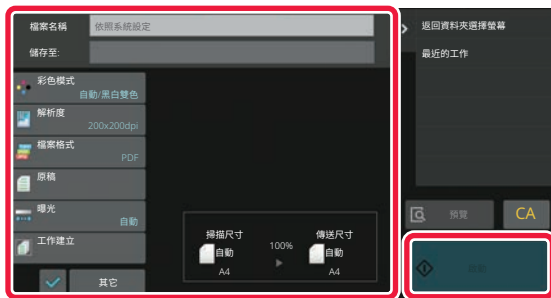 檔案名稱
依照系統設定
儲存至:
彩色模式
自動/黑白雙色
解析度
200x200dpi
檔案格式
PDF
原稿
曝光
自動
工作建立
其它
掃描尺寸
自動
A4
100%
傳送尺寸
自動
A4
返回資料夾選擇螢幕
最近的工作
預覽
CA